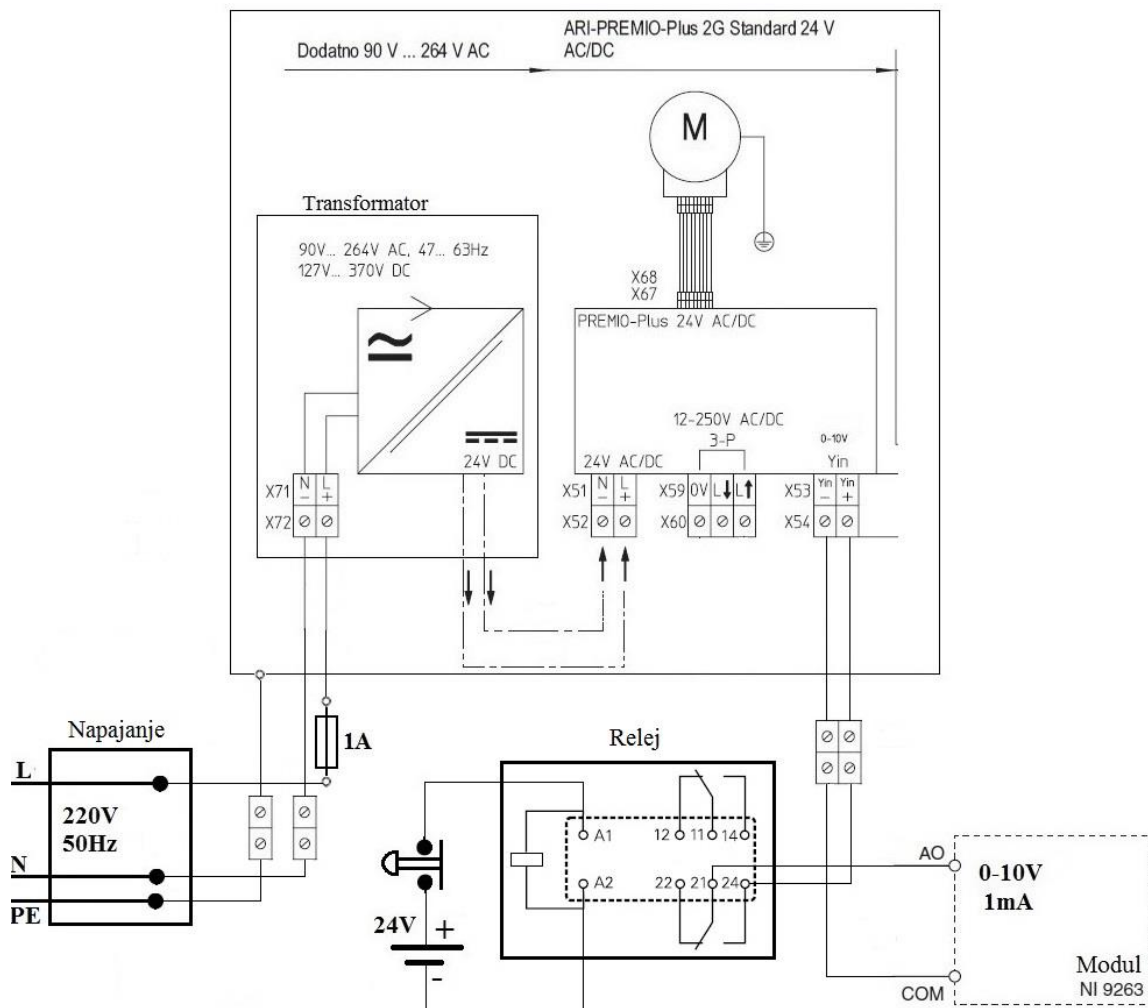 Dodatno 90 V ... 264 V AC
ARI-PREMIO-Plus 2G Standard 24 V
AC/DC
M
Transformator
90V... 264V AC, 47... 63Hz
127V... 370V DC
X68
X67
PREMIO-Plus 24V AC/DC
12-250V AC/DC
3-P
0-10V
Yin
24V DC
24V AC/DC
X71
N
-
L
+
X72
X51
N
-
L
+
X52
X59
0V
L↓
L↑
X60
X53
Yin
-
Yin
+
X54
Napajanje
1A
L
220V
50Hz
N
PE
Relej
A1
12
11
14
A2
22
21
24
24V
+
-
AO
0-10V
1mA
COM
Modul
NI 9263